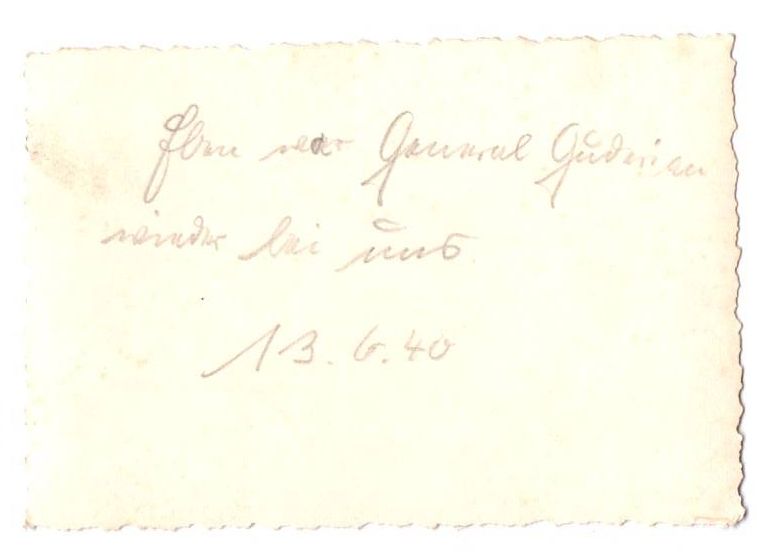 Eben war General Guderian
wieder bei uns
13.6.40